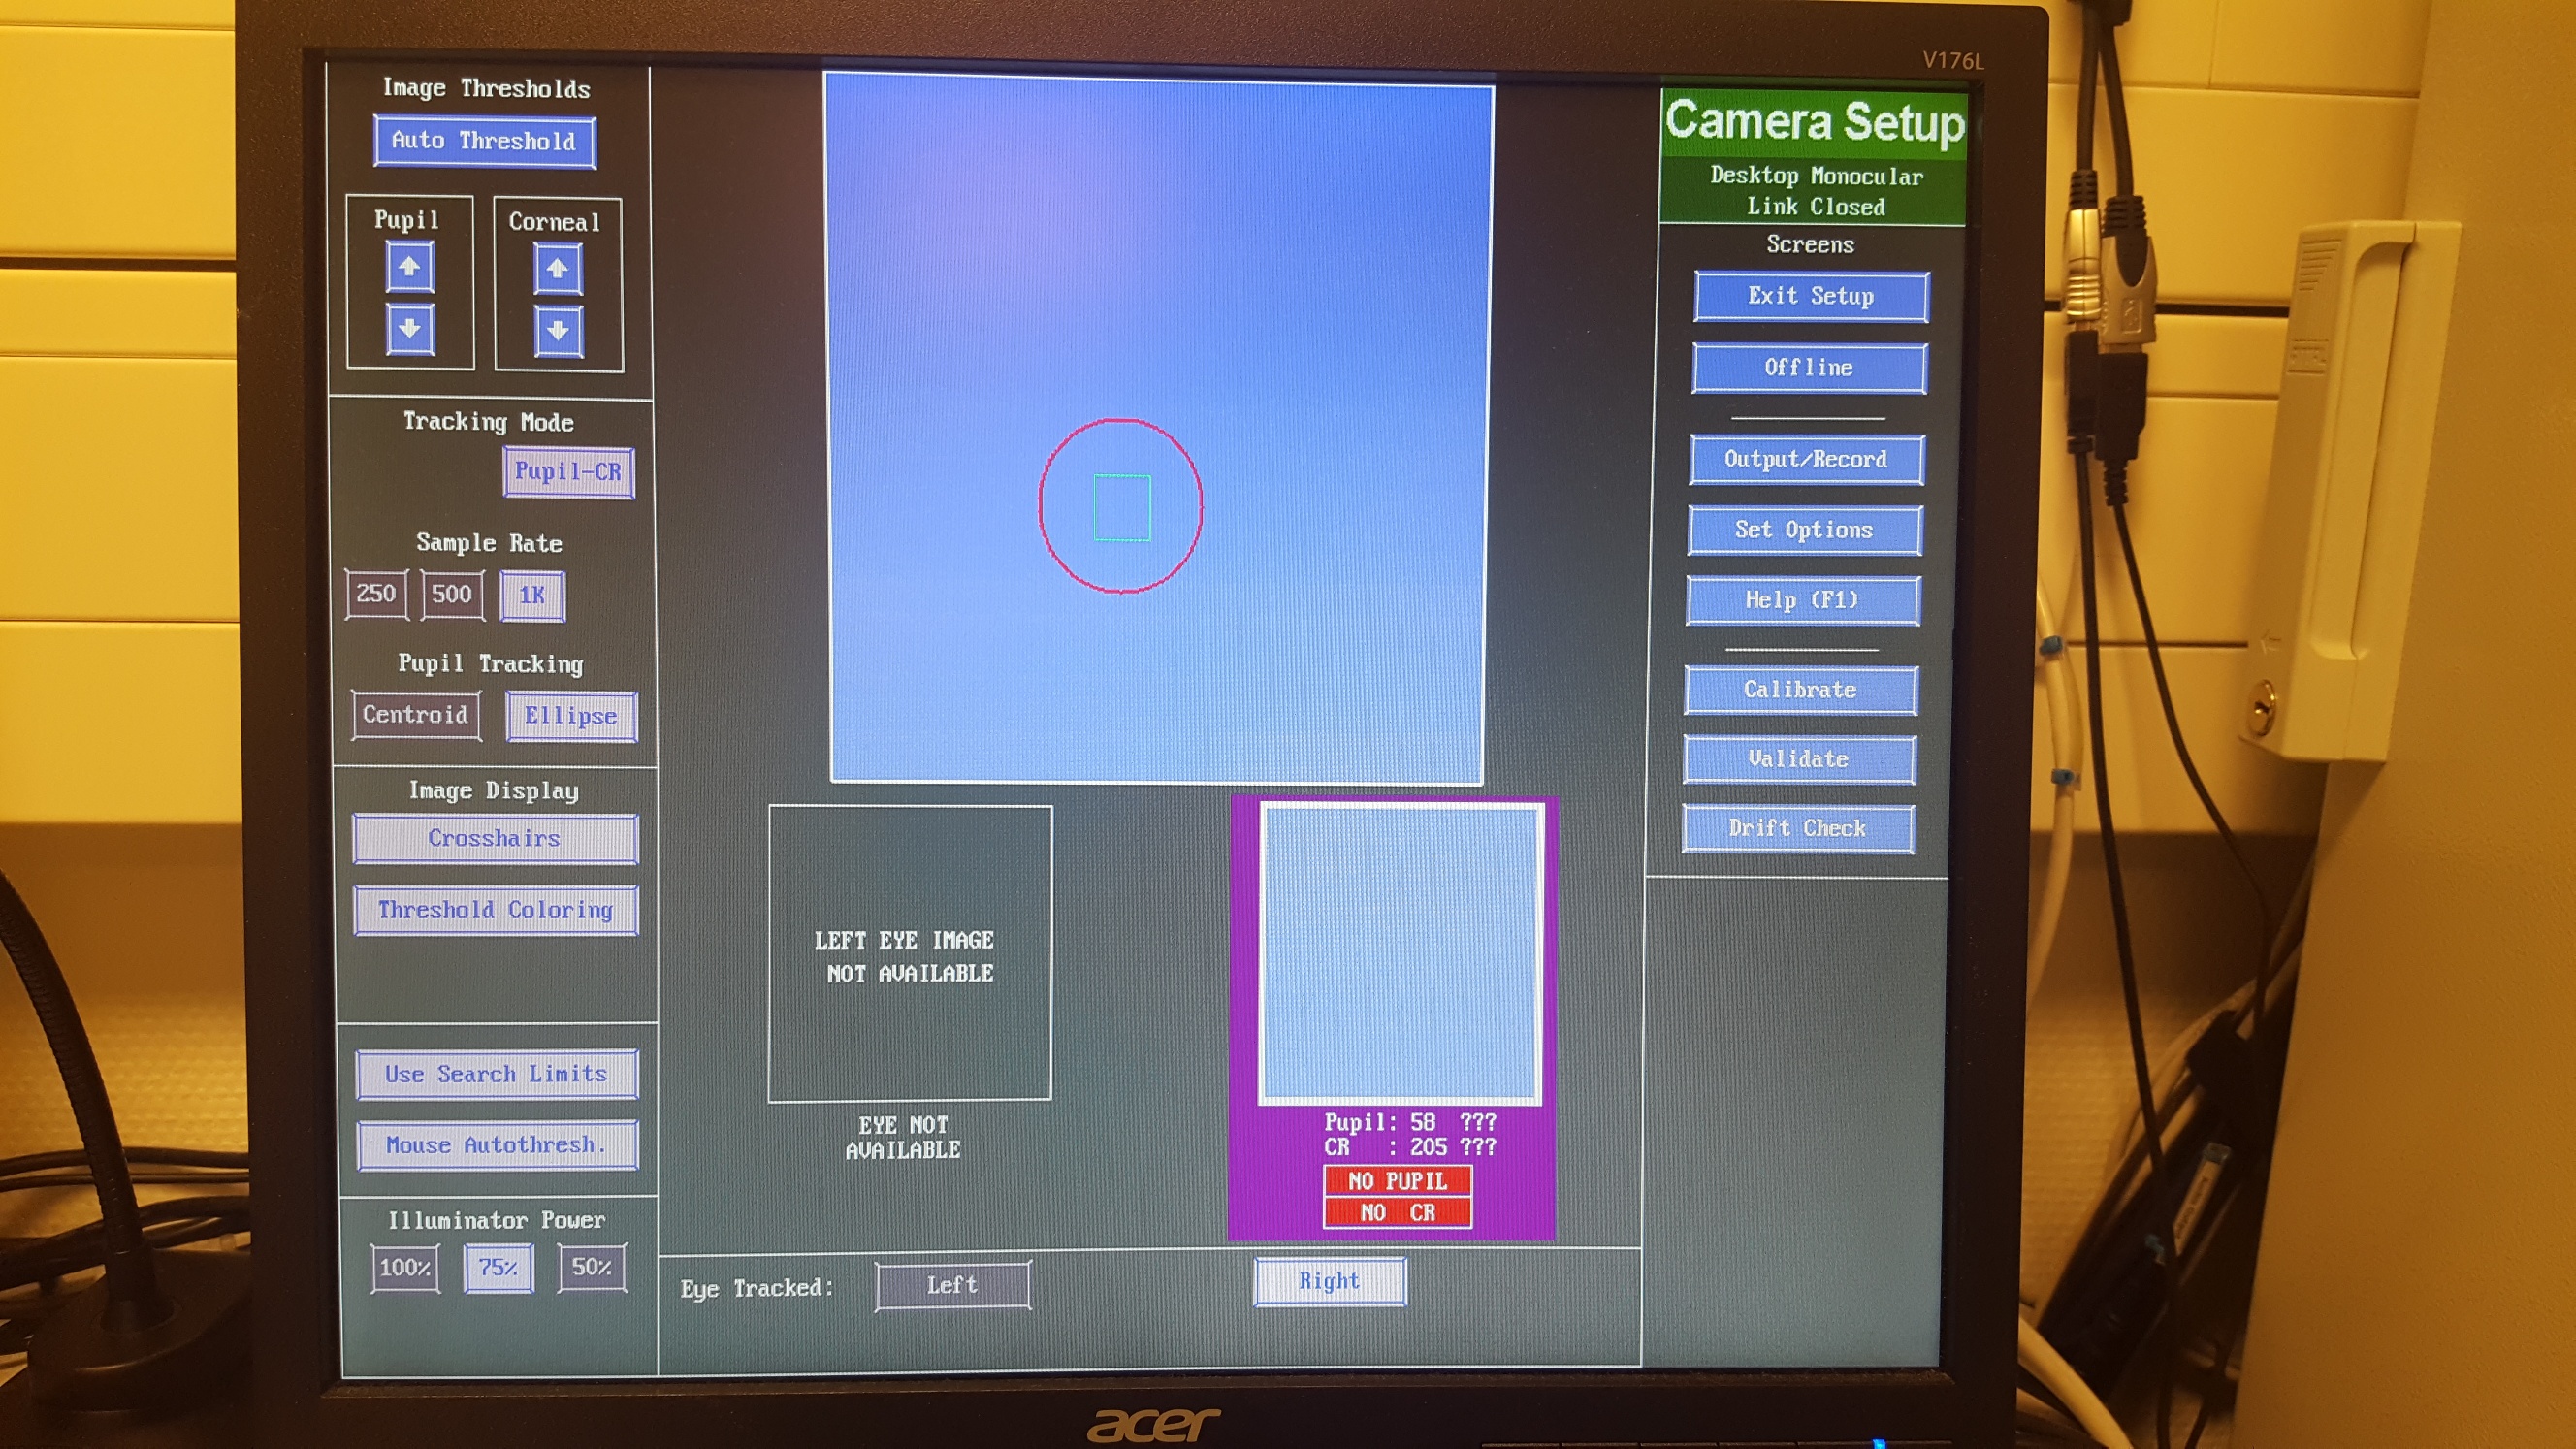 V176L
Image Thresholds
Auto Threshold
Pupil
Corneal
Tracking Mode
Pupil-CR
Sample Rate
250 500 1K
Pupil Tracking
Centroid Ellipse
Image Display
Crosshairs
Threshold Coloring
Use Search Limits
Mouse Autothresh.
Illuminator Power
100% 75% 50%
LEFT EYE IMAGE
NOT AVAILABLE
EYE NOT
AVAILABLE
Pupil: 58 ???
CR : 205 ???
NO PUPIL
NO CR
Eye Tracked: Left Right
Camera Setup
Desktop Monocular
Link Closed
Screens
Exit Setup
Offline
Output/Record
Set Options
Help (F1)
Calibrate
Validate
Drift Check
acer